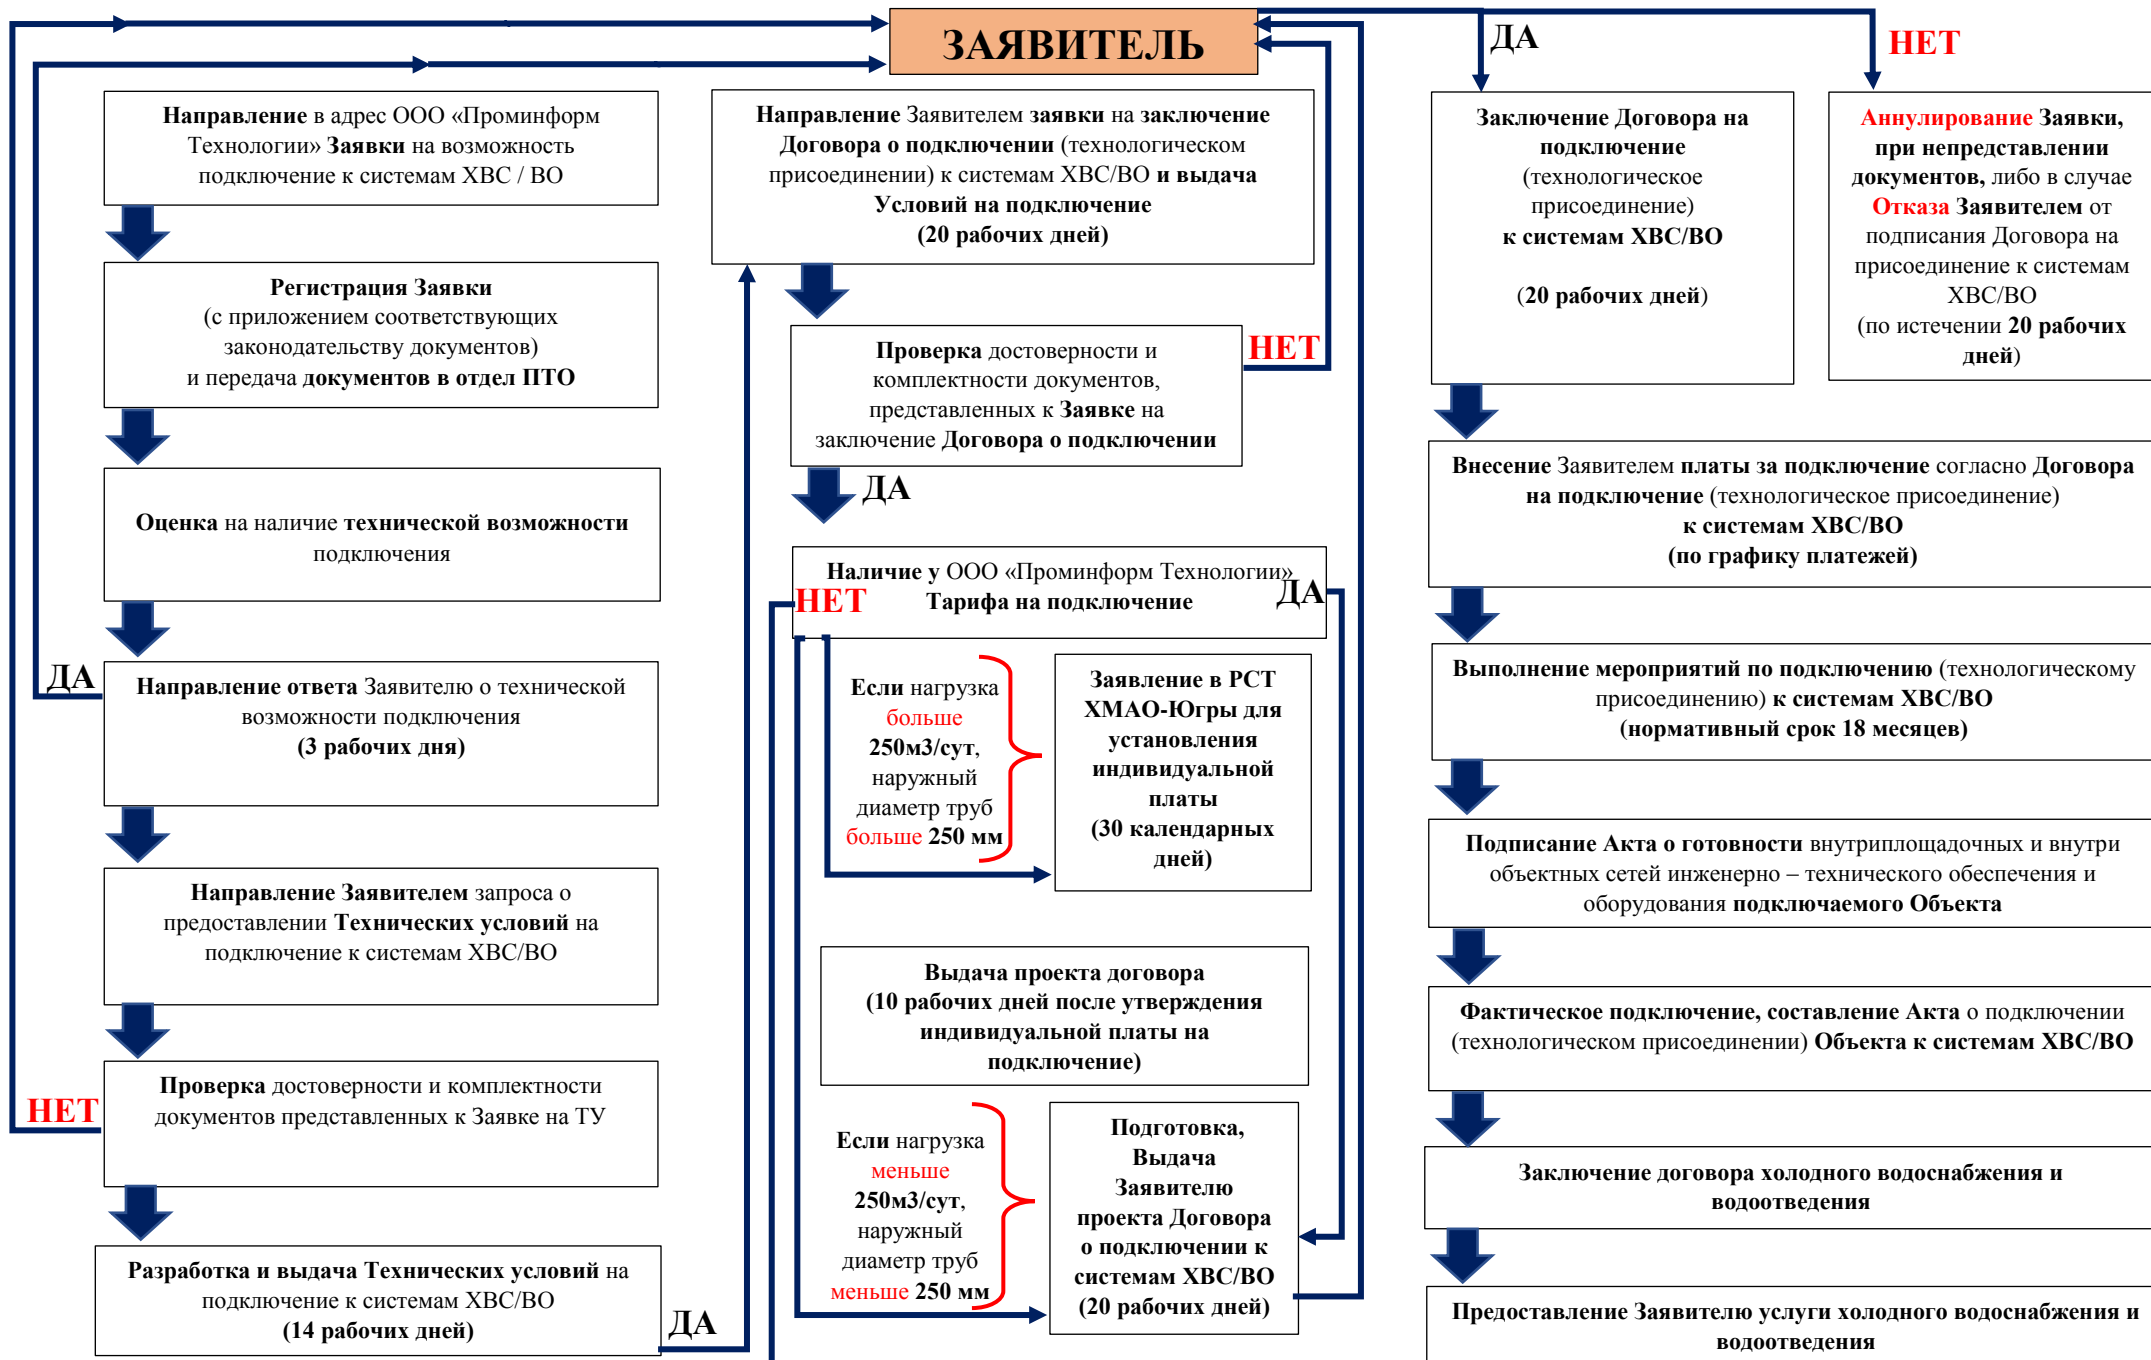 ЗАЯВИТЕЛЬ
Направление в адрес ООО «Проминформ
Технологии» Заявки на возможность
подключение к системам ХВС / ВО
Регистрация Заявки
(с приложением соответствующих
законодательству документов)
и передача документов в отдел ПТО
Оценка на наличие технической возможности
подключения
ДА
Направление ответа Заявителю о технической
возможности подключения
(3 рабочих дня)
Направление Заявителем запроса о
предоставлении Технических условий на
подключение к системам ХВС/ВО
НЕТ
Проверка достоверности и комплектности
документов представленных к Заявке на ТУ
Разработка и выдача Технических условий на
подключение к системам ХВС/ВО
(14 рабочих дней)
ДА
Направление Заявителем заявки на заключение
Договора о подключении (технологическом
присоединении) к системам ХВС/ВО и выдача
Условий на подключение
(20 рабочих дней)
Проверка достоверности и
комплектности документов,
представленных к Заявке на
заключение Договора о подключении
НЕТ
ДА
Наличие у ООО «Проминформ Технологии»
Тарифа на подключение
НЕТ
ДА
Если нагрузка
больше
250м3/сут,
наружный
диаметр труб
больше 250 мм
Заявление в РСТ
ХМАО-Югры для
установления
индивидуальной
платы
(30 календарных
дней)
Выдача проекта договора
(10 рабочих дней после утверждения
индивидуальной платы на
подключение)
Если нагрузка
меньше
250м3/сут,
наружный
диаметр труб
меньше 250 мм
Подготовка,
Выдача
Заявителю
проекта Договора
о подключении к
системам ХВС/ВО
(20 рабочих дней)
ДА
НЕТ
Заключение Договора на
подключение
(технологическое
присоединение)
к системам ХВС/ВО
(20 рабочих дней)
Аннулирование Заявки,
при непредставлении
документов, либо в случае
Отказа Заявителем от
подписания Договора на
присоединение к системам
ХВС/ВО
(по истечении 20 рабочих
дней)
Внесение Заявителем платы за подключение согласно Договора
на подключение (технологическое присоединение)
к системам ХВС/ВО
(по графику платежей)
Выполнение мероприятий по подключению (технологическому
присоединению) к системам ХВС/ВО
(нормативный срок 18 месяцев)
Подписание Акта о готовности внутриплощадочных и внутри
объектных сетей инженерно – технического обеспечения и
оборудования подключаемого Объекта
Фактическое подключение, составление Акта о подключении
(технологическом присоединении) Объекта к системам ХВС/ВО
Заключение договора холодного водоснабжения и
водоотведения
Предоставление Заявителю услуги холодного водоснабжения и
водоотведения